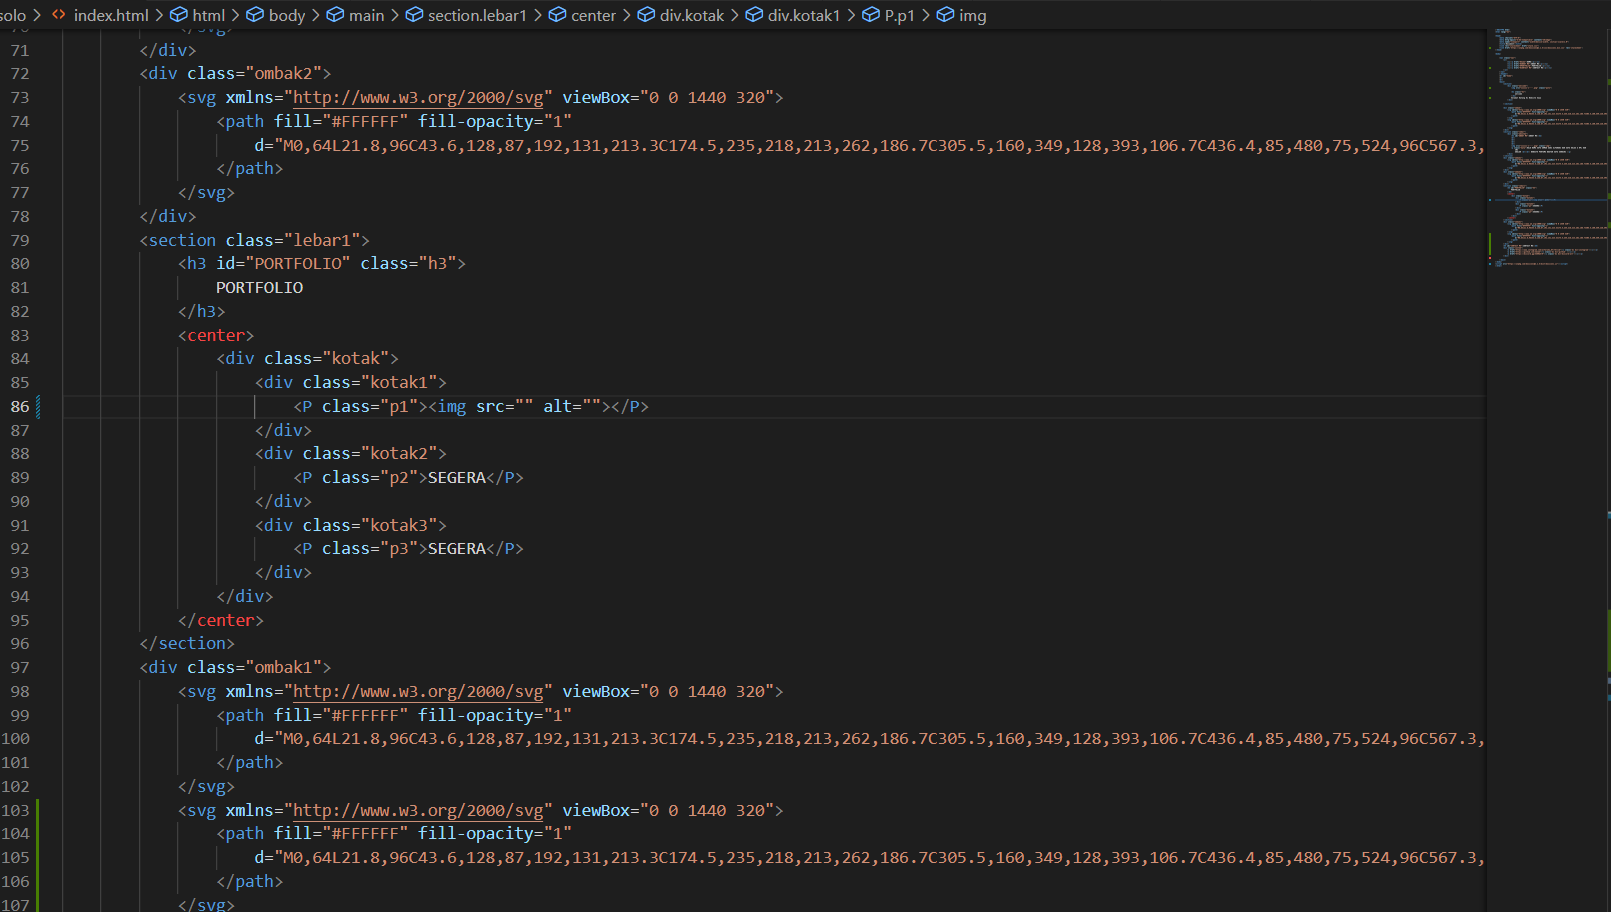 solo > index.html > html > body > main > section.lebar1 > center > div.kotak > div.kotak1 > P.p1 > img
71 </div>
72 <div class="ombak2">
73 <svg xmlns="http://www.w3.org/2000/svg" viewBox="0 0 1440 320">
74 <path fill="#FFFFFF" fill-opacity="1"
75 d="M0,64L21.8,96C43.6,128,87,192,131,213.3C174.5,235,218,213,262,186.7C305.5,160,349,128,393,106.7C436.4,85,480,75,524,96C567.3,
76 </path>
77 </svg>
78 </div>
79 <section class="lebar1">
80 <h3 id="PORTFOLIO" class="h3">
81 PORTFOLIO
82 </h3>
83 <center>
84 <div class="kotak">
85 <div class="kotak1">
86 <P class="p1"><img src="" alt=""></P>
87 </div>
88 <div class="kotak2">
89 <P class="p2">SEGERA</P>
90 </div>
91 <div class="kotak3">
92 <P class="p3">SEGERA</P>
93 </div>
94 </div>
95 </center>
96 </section>
97 <div class="ombak1">
98 <svg xmlns="http://www.w3.org/2000/svg" viewBox="0 0 1440 320">
99 <path fill="#FFFFFF" fill-opacity="1"
100 d="M0,64L21.8,96C43.6,128,87,192,131,213.3C174.5,235,218,213,262,186.7C305.5,160,349,128,393,106.7C436.4,85,480,75,524,96C567.3,
101 </path>
102 </svg>
103 <svg xmlns="http://www.w3.org/2000/svg" viewBox="0 0 1440 320">
104 <path fill="#FFFFFF" fill-opacity="1"
105 d="M0,64L21.8,96C43.6,128,87,192,131,213.3C174.5,235,218,213,262,186.7C305.5,160,349,128,393,106.7C436.4,85,480,75,524,96C567.3,
106 </path>
107 </svg>